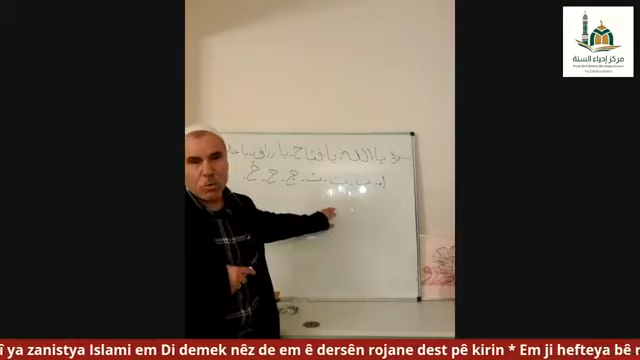 مركز إحياء السنة
يا الله - يا فتاح - يا رزاق - يا
ا - ب - ت - ث - ج - ح - خ
î ya zanistya Islami em Di demek nêz de em ê dersên rojane dest pê kirin * Em ji hefteya bê